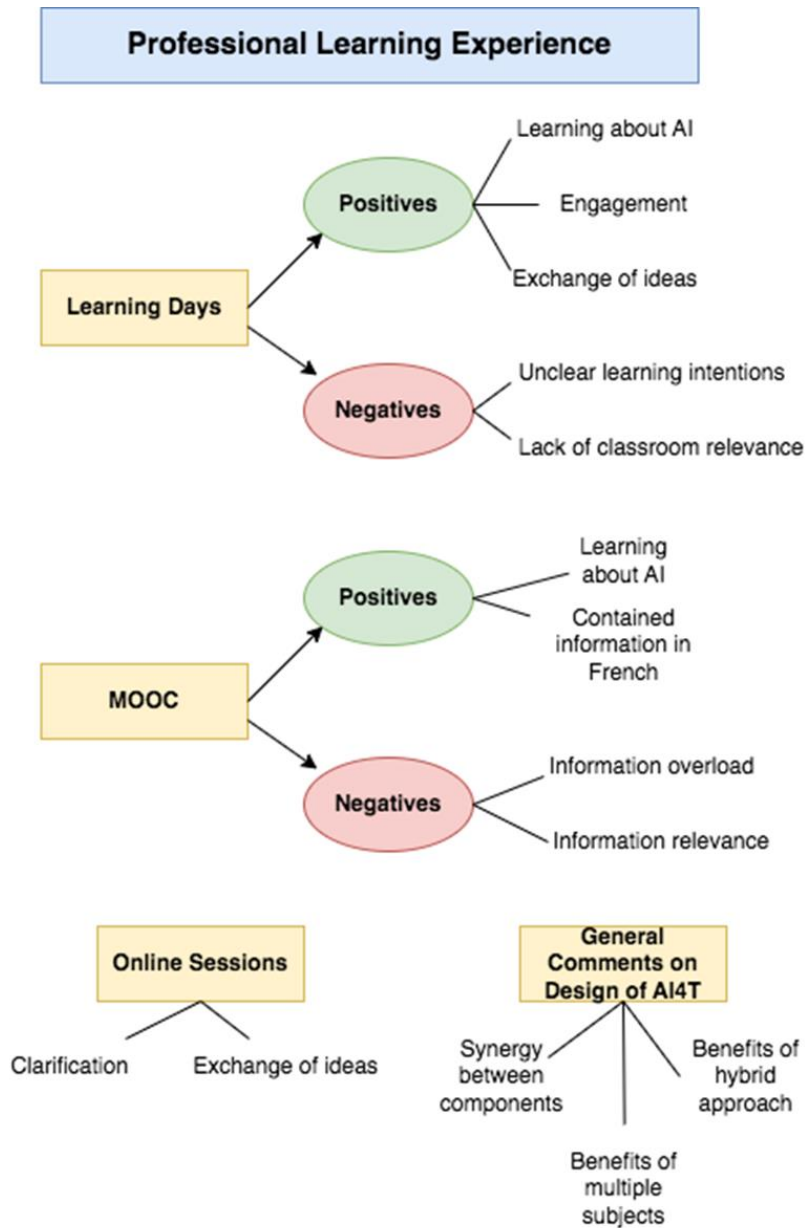 Professional Learning Experience
Learning about AI
Positives
Engagement
Exchange of ideas
Learning Days
Unclear learning intentions
Negatives
Lack of classroom relevance
Learning
about AI
Positives
Contained
information in
French
MOOC
Information overload
Negatives
Information relevance
Online Sessions
Clarification
Exchange of ideas
General
Comments on
Design of AI4T
Synergy
between
components
Benefits of
multiple
subjects
Benefits of
hybrid
approach